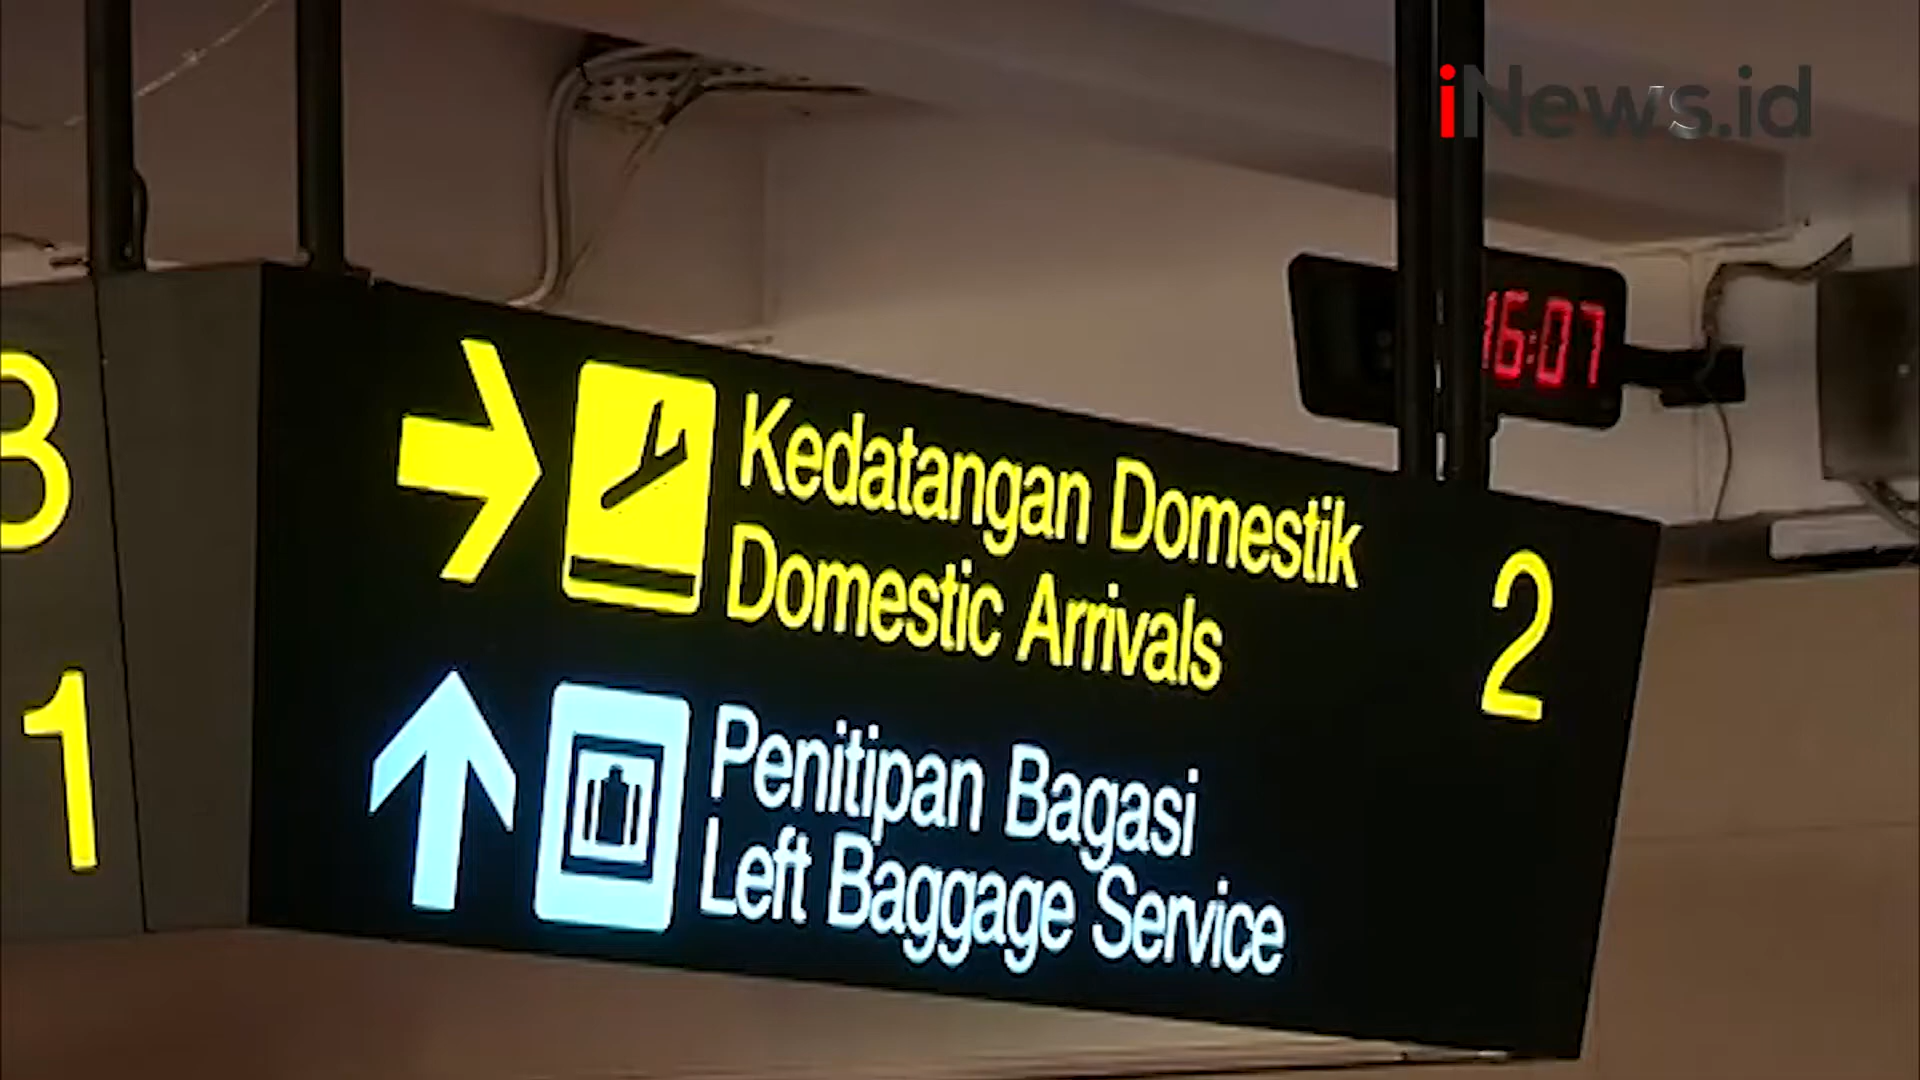 iNews.id
16:07
3
1
Kedatangan Domestik
Domestic Arrivals
2
Penitipan Bagasi
Left Baggage Service